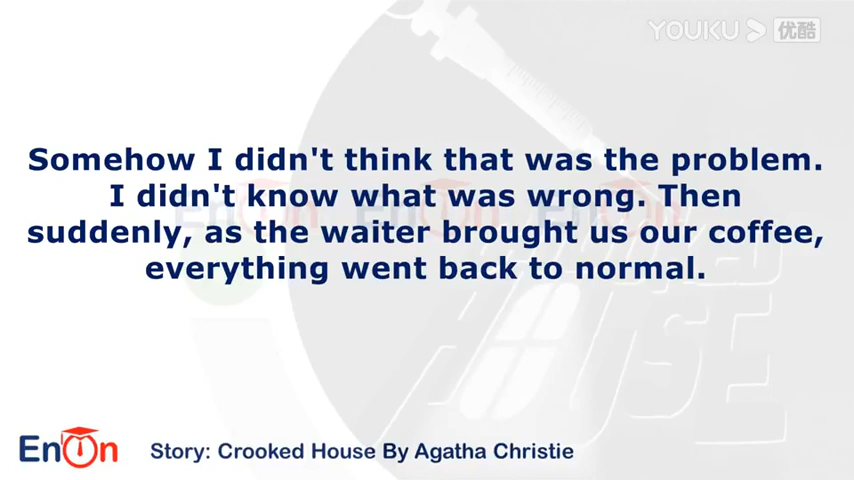 YOUKU 优酷
Somehow I didn't think that was the problem.
I didn't know what was wrong. Then
suddenly, as the waiter brought us our coffee,
everything went back to normal.
EnOn
Story: Crooked House By Agatha Christie